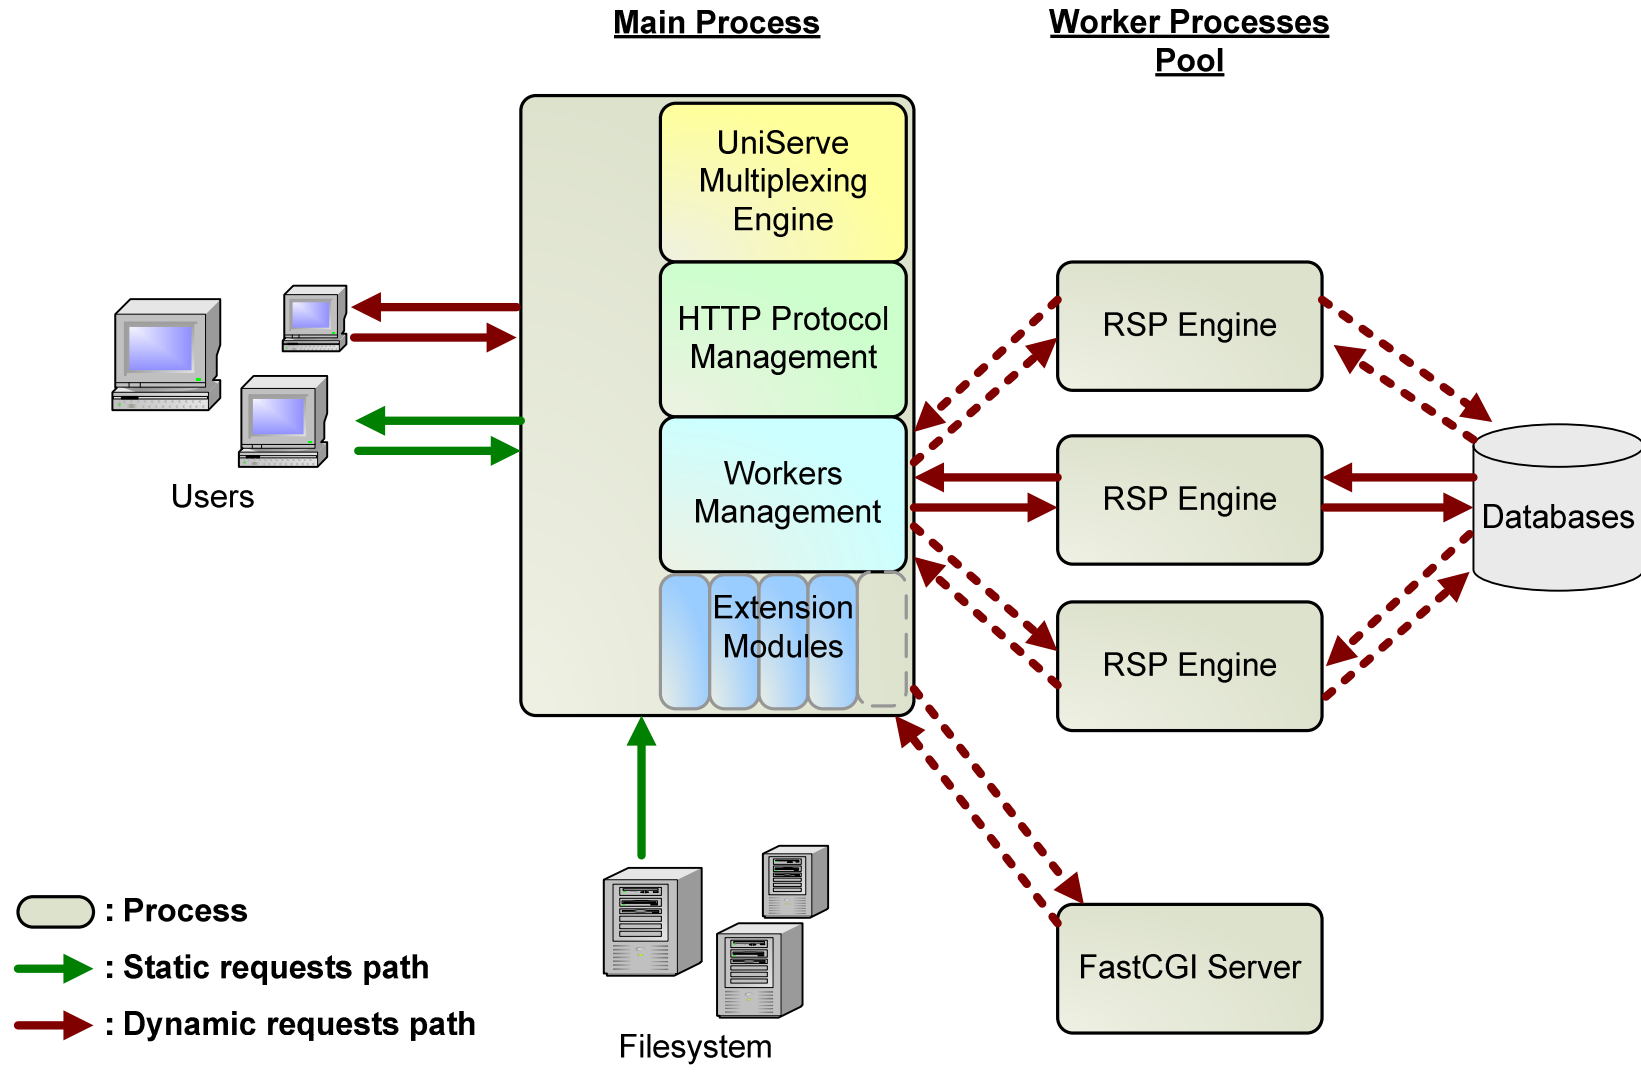 Main Process
Worker Processes
Pool
UniServe
Multiplexing
Engine
HTTP Protocol
Management
Workers
Management
Extension
Modules
RSP Engine
RSP Engine
RSP Engine
Databases
Users
FastCGI Server
Filesystem
: Process
: Static requests path
: Dynamic requests path